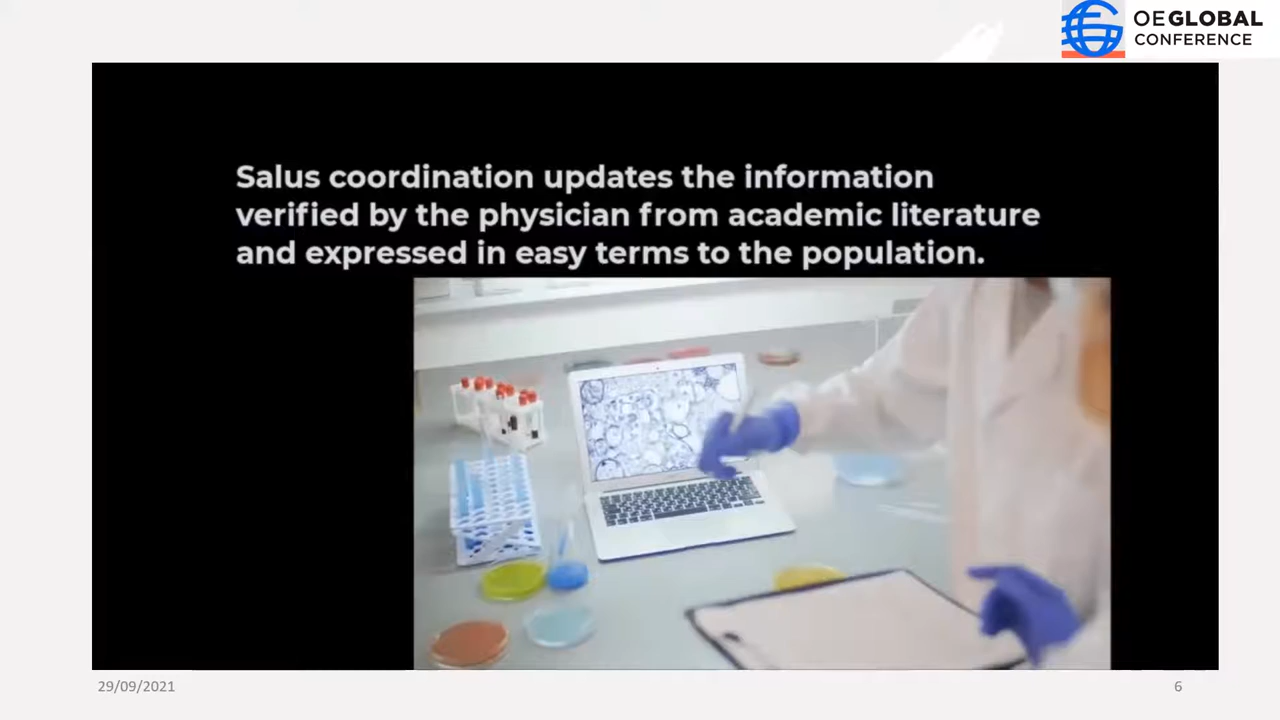 OEGLOBAL
CONFERENCE
Salus coordination updates the information
verified by the physician from academic literature
and expressed in easy terms to the population.
29/09/2021
6